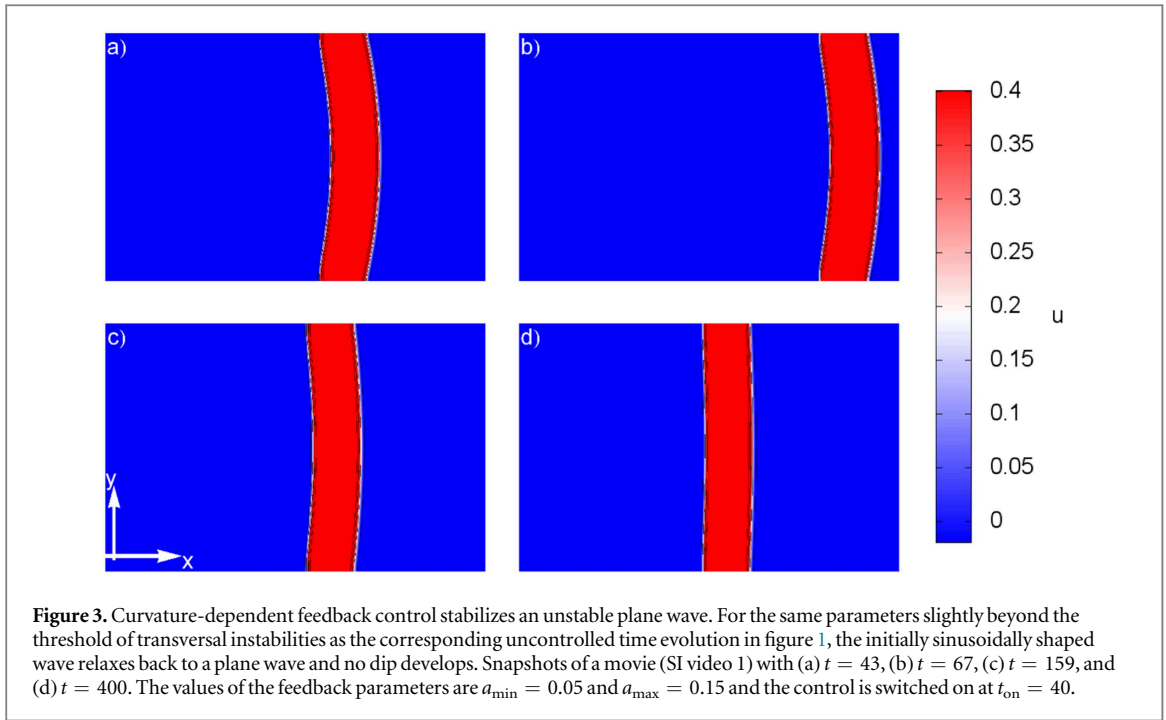 a)
b)
0.4
0.35
0.3
0.25
0.2
u
0.15
0.1
0.05
0
c)
d)
y
x
Figure 3. Curvature-dependent feedback control stabilizes an unstable plane wave. For the same parameters slightly beyond the
threshold of transversal instabilities as the corresponding uncontrolled time evolution in figure 1, the initially sinusoidally shaped
wave relaxes back to a plane wave and no dip develops. Snapshots of a movie (SI video 1) with (a) t = 43, (b) t = 67, (c) t = 159, and
(d) t = 400. The values of the feedback parameters are a_min = 0.05 and a_max = 0.15 and the control is switched on at t_on = 40.